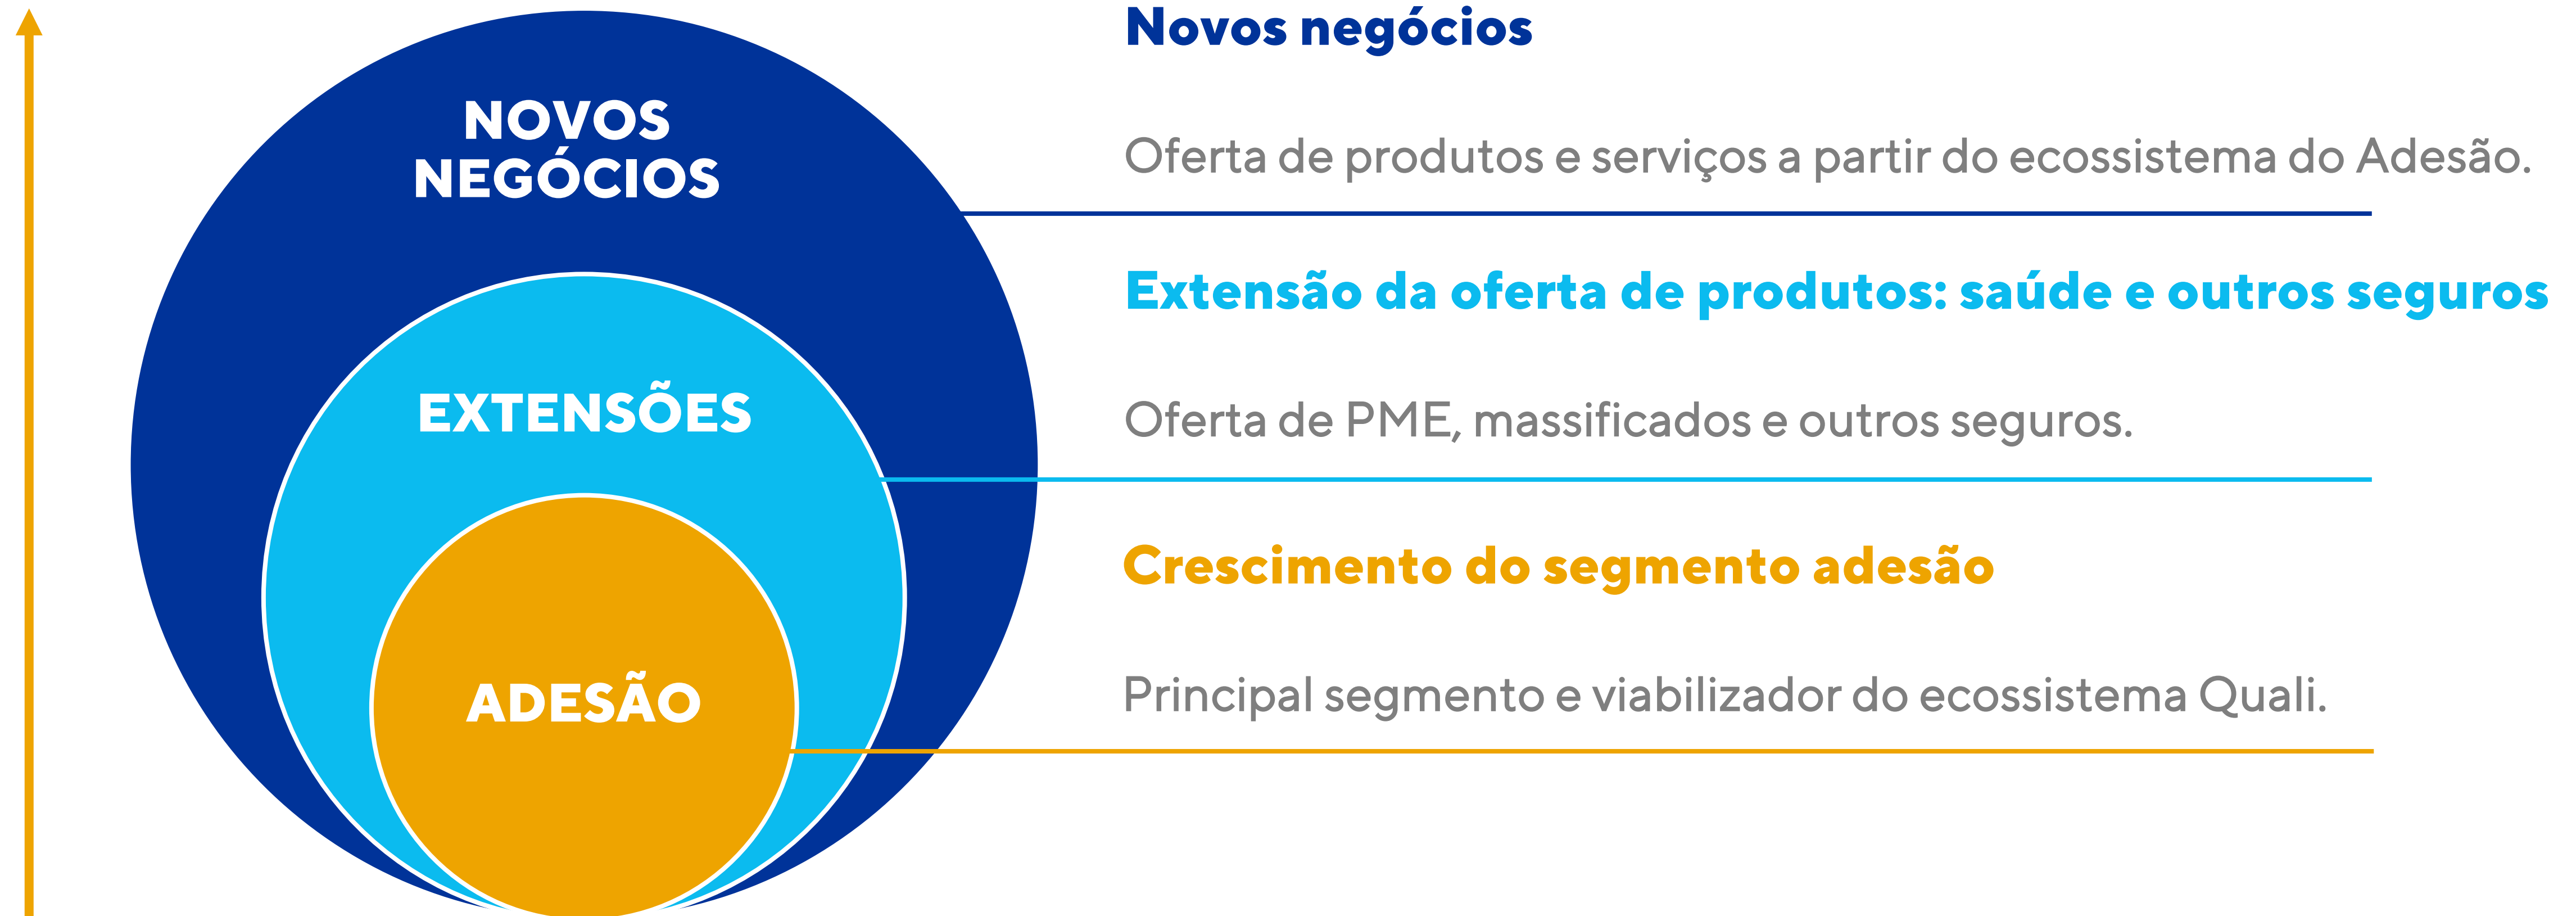 NOVOS
NEGÓCIOS
EXTENSÕES
ADESÃO
Novos negócios
Oferta de produtos e serviços a partir do ecossistema do Adesão.
Extensão da oferta de produtos: saúde e outros seguros
Oferta de PME, massificados e outros seguros.
Crescimento do segmento adesão
Principal segmento e viabilizador do ecossistema Quali.